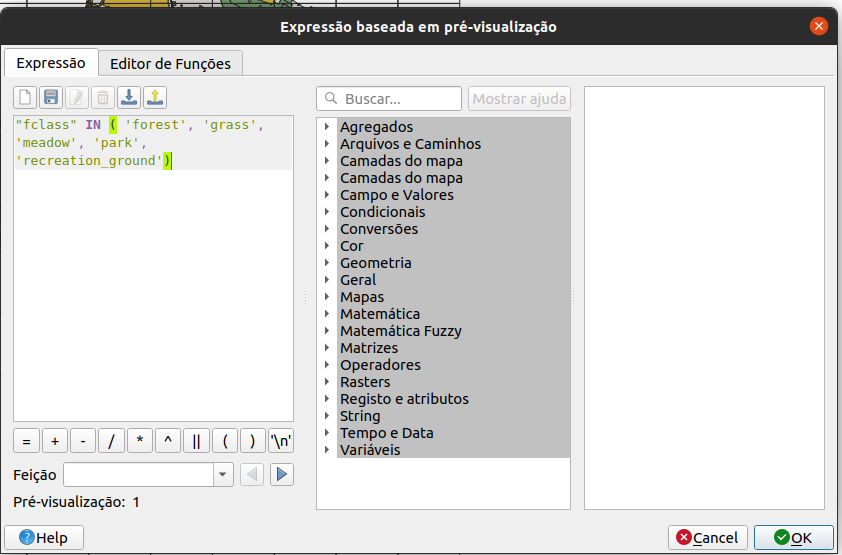 Expressão baseada em pré-visualização
Expressão
Editor de Funções
Buscar...
Mostrar ajuda
"fclass" IN ( 'forest', 'grass',
'meadow', 'park',
'recreation_ground')
Agregados
Arquivos e Caminhos
Camadas do mapa
Camadas do mapa
Campo e Valores
Condicionais
Conversões
Cor
Geometria
Geral
Mapas
Matemática
Matemática Fuzzy
Matrizes
Operadores
Rasters
Registo e atributos
String
Tempo e Data
Variáveis
= + - / * ^ || ( ) '\n'
Feição
Pré-visualização: 1
Help
Cancel
OK